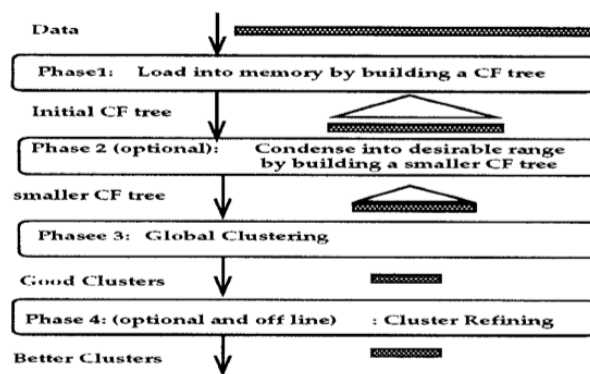 Data
Phase1: Load into memory by building a CF tree
Initial CF tree
Phase 2 (optional): Condense into desirable range
by building a smaller CF tree
smaller CF tree
Phasee 3: Global Clustering
Good Clusters
Phase 4: (optional and off line) : Cluster Refining
Better Clusters